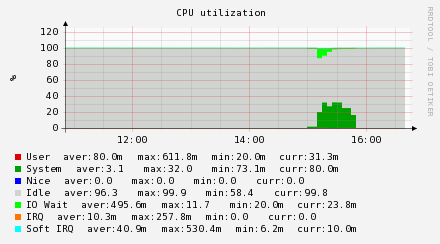 CPU utilization
120
100
80
60
40
20
0
%
12:00 14:00 16:00
User aver:80.0m max:611.8m min:20.0m curr:31.3m
System aver:3.1 max:32.0 min:73.1m curr:80.0m
Nice aver:0.0 max:0.0 min:0.0 curr:0.0
Idle aver:96.3 max:99.9 min:58.4 curr:99.8
IO Wait aver:495.6m max:11.7 min:20.0m curr:23.8m
IRQ aver:10.3m max:257.8m min:0.0 curr:0.0
Soft IRQ aver:40.9m max:530.4m min:6.2m curr:10.0m
RRDTOOL / TOBI OETIKER